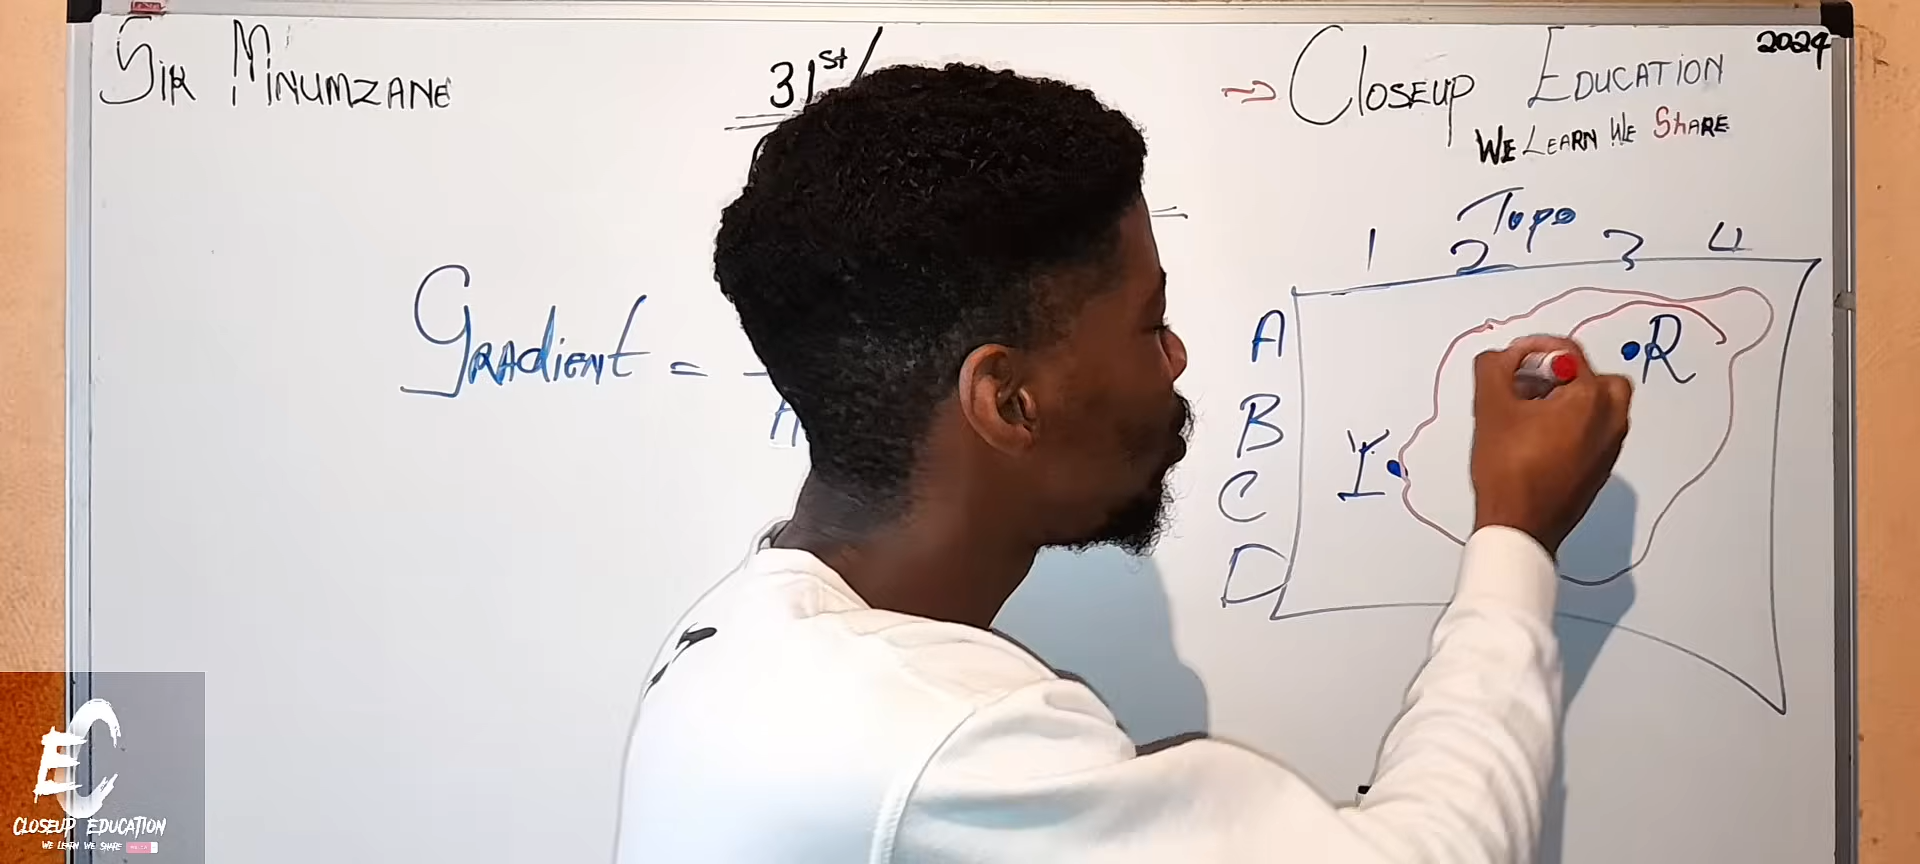 SIR MINUMZANE
31st/
→ CLOSEUP EDUCATION
2024
WE LEARN WE SHARE
Topo
1 2 3 4
GRADIENT =
A
B
C
D
R
I
EC
CLOSEUP EDUCATION
WE LEARN WE SHARE